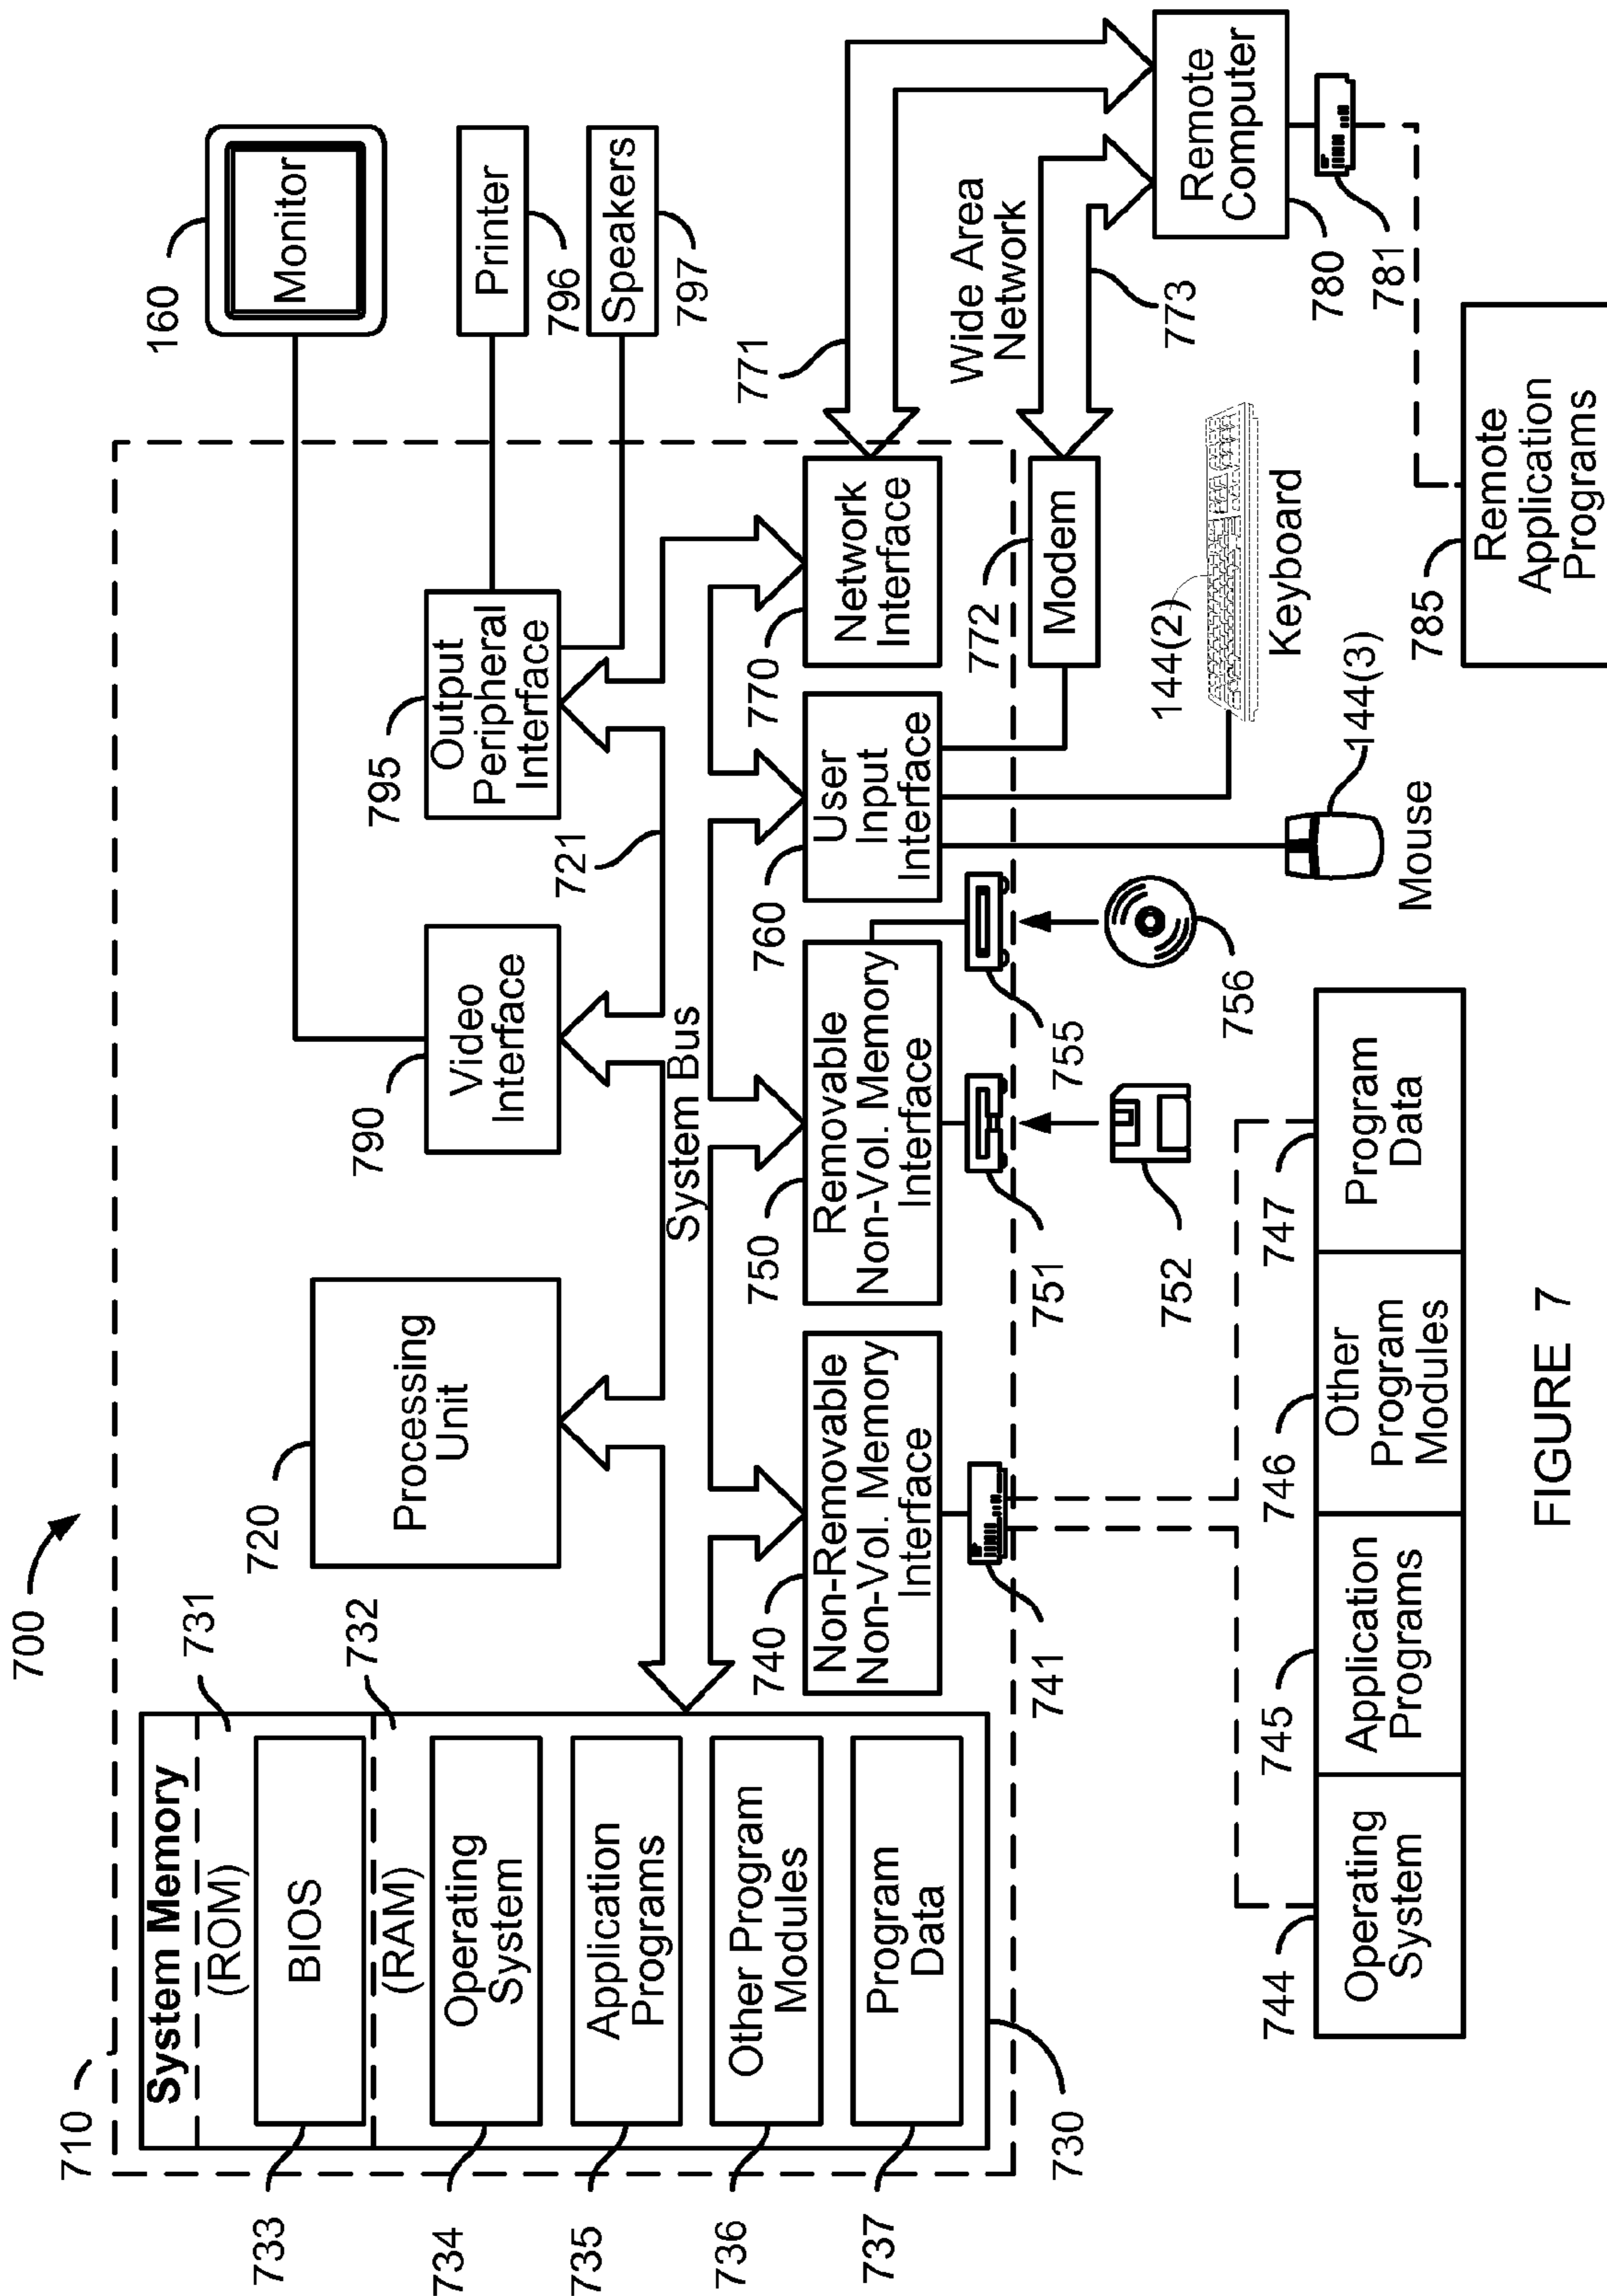 700
710
System Memory
(ROM)
731
BIOS
733
(RAM)
732
Operating
System
734
Application
Programs
735
Other Program
Modules
736
Program
Data
737
730
720
Processing
Unit
790
Video
Interface
795
Output
Peripheral
Interface
721
System Bus
160
Monitor
Printer
796
Speakers
797
740
Non-Removable
Non-Vol. Memory
Interface
750
Removable
Non-Vol. Memory
Interface
760
User
Input
Interface
770
Network
Interface
771
741
751
755
772
Modem
Wide Area
Network
773
Remote
Computer
780
781
752
756
144(2)
Keyboard
144(3)
Mouse
785
Remote
Application
Programs
744
Operating
System
745
Application
Programs
746
Other
Program
Modules
747
Program
Data
FIGURE 7